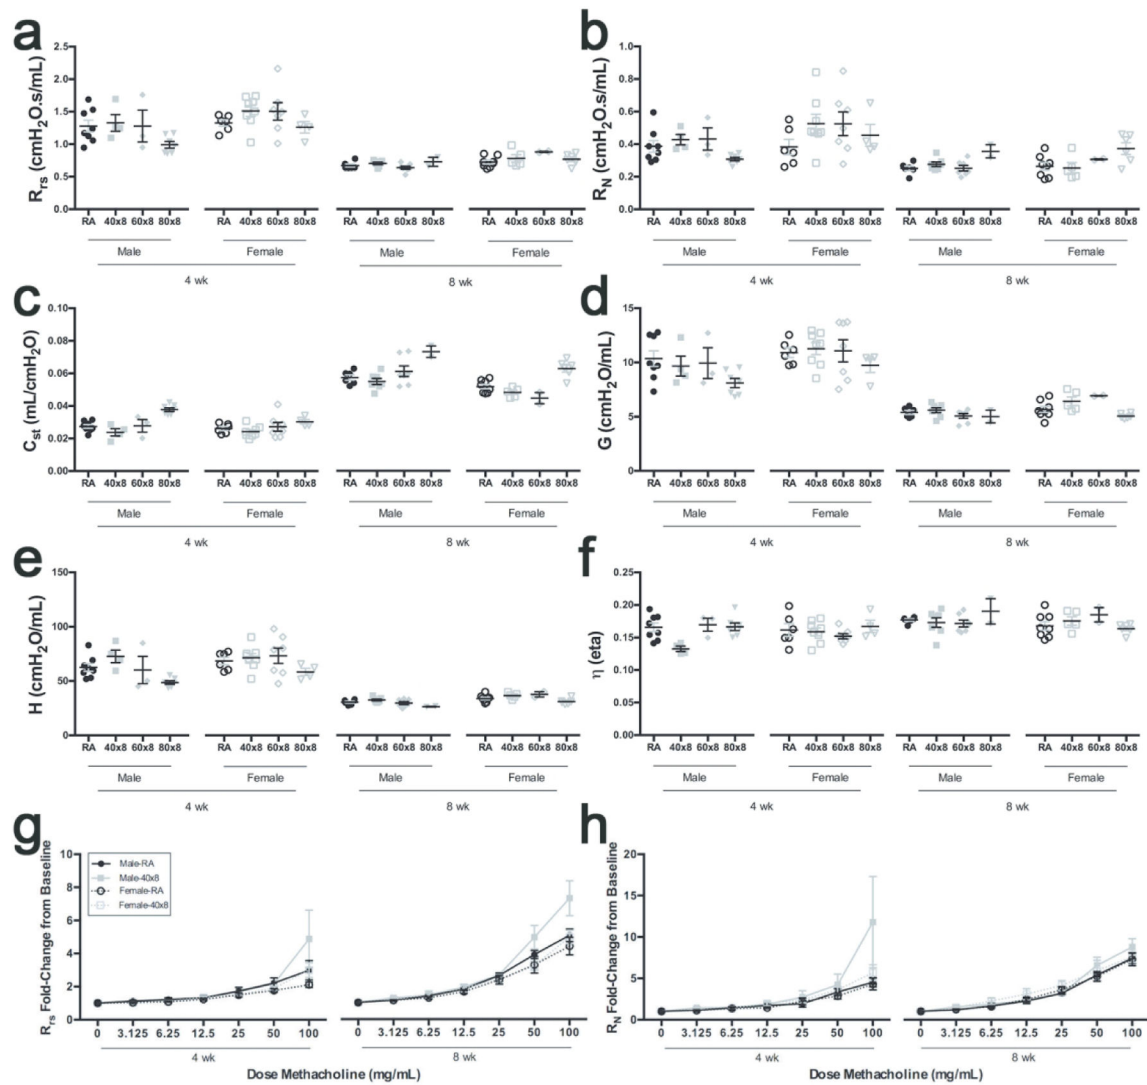 a
R_rs (cmH₂O.s/mL)
2.5
2.0
1.5
1.0
0.5
0.0
RA 40x8 60x8 80x8 RA 40x8 60x8 80x8 RA 40x8 60x8 80x8 RA 40x8 60x8 80x8
Male Female Male Female
4 wk 8 wk
b
R_N (cmH₂O.s/mL)
1.0
0.8
0.6
0.4
0.2
0.0
RA 40x8 60x8 80x8 RA 40x8 60x8 80x8 RA 40x8 60x8 80x8 RA 40x8 60x8 80x8
Male Female Male Female
4 wk 8 wk
c
C_st (mL/cmH₂O)
0.10
0.08
0.06
0.04
0.02
0.00
RA 40x8 60x8 80x8 RA 40x8 60x8 80x8 RA 40x8 60x8 80x8 RA 40x8 60x8 80x8
Male Female Male Female
4 wk 8 wk
d
G (cmH₂O/mL)
15
10
5
0
RA 40x8 60x8 80x8 RA 40x8 60x8 80x8 RA 40x8 60x8 80x8 RA 40x8 60x8 80x8
Male Female Male Female
4 wk 8 wk
e
H (cmH₂O/mL)
150
100
50
0
RA 40x8 60x8 80x8 RA 40x8 60x8 80x8 RA 40x8 60x8 80x8 RA 40x8 60x8 80x8
Male Female Male Female
4 wk 8 wk
f
η (eta)
0.25
0.20
0.15
0.10
0.05
0.00
RA 40x8 60x8 80x8 RA 40x8 60x8 80x8 RA 40x8 60x8 80x8 RA 40x8 60x8 80x8
Male Female Male Female
4 wk 8 wk
g
R_rs Fold-Change from Baseline
10
8
6
4
2
0
Male-RA
Male-40x8
Female-RA
Female-40x8
0 3.125 6.25 12.5 25 50 100 0 3.125 6.25 12.5 25 50 100
4 wk 8 wk
Dose Methacholine (mg/mL)
h
R_N Fold-Change from Baseline
20
15
10
5
0
0 3.125 6.25 12.5 25 50 100 0 3.125 6.25 12.5 25 50 100
4 wk 8 wk
Dose Methacholine (mg/mL)